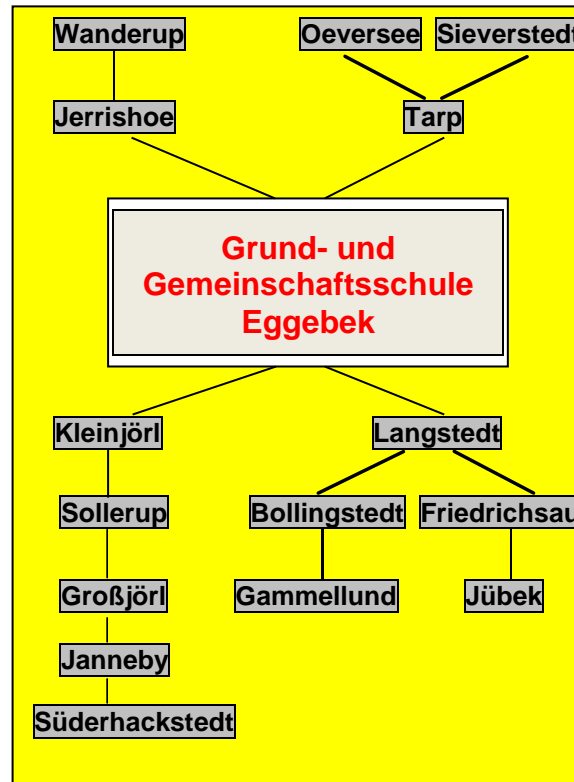 Wanderup Oeversee Sieverstedt
Jerrishoe Tarp
Grund- und
Gemeinschaftsschule
Eggebek
Kleinjörl Langstedt
Sollerup Bollingstedt Friedrichsau
Großjörl Gammellund Jübek
Janneby
Süderhackstedt